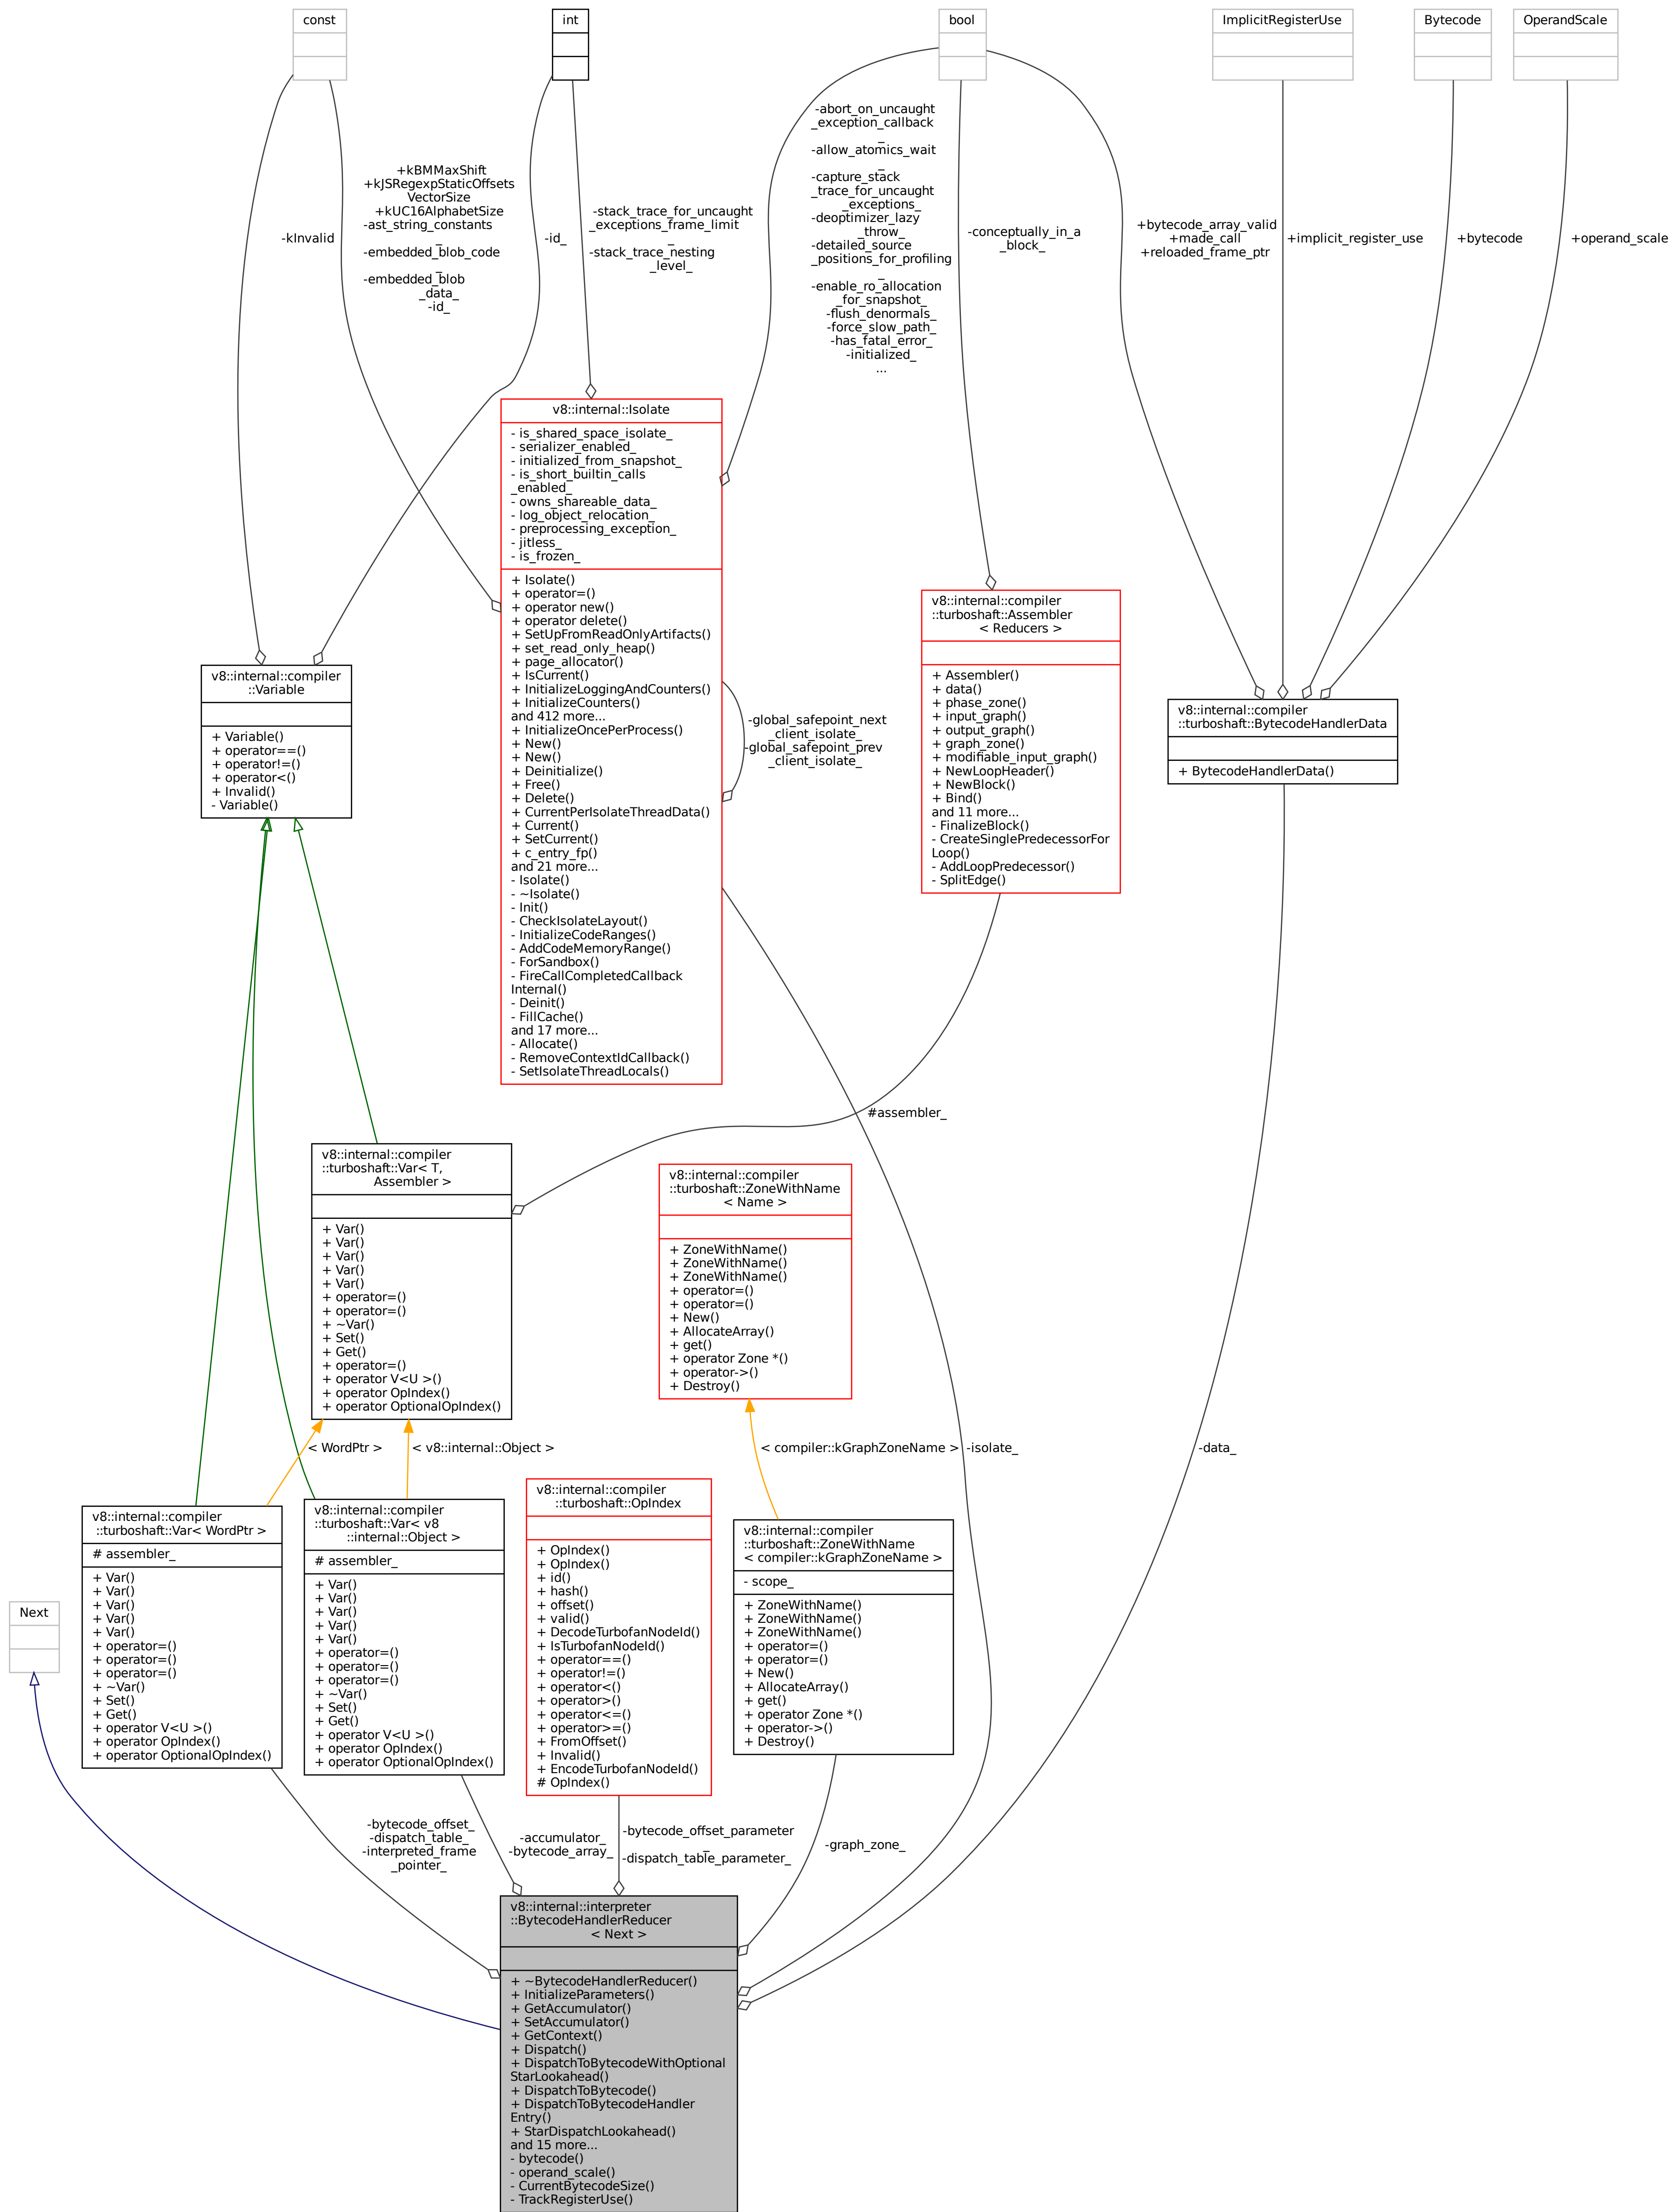 const
int
bool
ImplicitRegisterUse
Bytecode
OperandScale
+kBMMaxShift
+kJSRegexpStaticOffsets
VectorSize
+kUC16AlphabetSize
-ast_string_constants
_
-embedded_blob_code
_
-embedded_blob
_data_
-id_
-kInvalid
-id_
-stack_trace_for_uncaught
_exceptions_frame_limit
_
-stack_trace_nesting
_level_
-abort_on_uncaught
_exception_callback
_
-allow_atomics_wait
_
-capture_stack
_trace_for_uncaught
_exceptions_
-deoptimizer_lazy
_throw_
-detailed_source
_positions_for_profiling
_
-enable_ro_allocation
_for_snapshot_
-flush_denormals_
-force_slow_path_
-has_fatal_error_
-initialized_
...
-conceptually_in_a
_block_
+bytecode_array_valid
+made_call
+reloaded_frame_ptr
+implicit_register_use
+bytecode
+operand_scale
v8::internal::Isolate
- is_shared_space_isolate_
- serializer_enabled_
- initialized_from_snapshot_
- is_short_builtin_calls
_enabled_
- owns_shareable_data_
- log_object_relocation_
- preprocessing_exception_
- jitless_
- is_frozen_
+ Isolate()
+ operator=()
+ operator new()
+ operator delete()
+ SetUpFromReadOnlyArtifacts()
+ set_read_only_heap()
+ page_allocator()
+ IsCurrent()
+ InitializeLoggingAndCounters()
+ InitializeCounters()
and 412 more...
+ InitializeOncePerProcess()
+ New()
+ New()
+ Deinitialize()
+ Free()
+ Delete()
+ CurrentPerIsolateThreadData()
+ Current()
+ SetCurrent()
+ c_entry_fp()
and 21 more...
- Isolate()
- ~Isolate()
- Init()
- CheckIsolateLayout()
- InitializeCodeRanges()
- AddCodeMemoryRange()
- ForSandbox()
- FireCallCompletedCallback
Internal()
- Deinit()
- FillCache()
and 17 more...
- Allocate()
- RemoveContextIdCallback()
- SetIsolateThreadLocals()
-global_safepoint_next
_client_isolate_
-global_safepoint_prev
_client_isolate_
v8::internal::compiler
::turboshaft::Assembler
< Reducers >
+ Assembler()
+ data()
+ phase_zone()
+ input_graph()
+ output_graph()
+ graph_zone()
+ modifiable_input_graph()
+ NewLoopHeader()
+ NewBlock()
+ Bind()
and 11 more...
- FinalizeBlock()
- CreateSinglePredecessorFor
Loop()
- AddLoopPredecessor()
- SplitEdge()
v8::internal::compiler
::Variable
+ Variable()
+ operator==()
+ operator!=()
+ operator<()
+ Invalid()
- Variable()
v8::internal::compiler
::turboshaft::BytecodeHandlerData
+ BytecodeHandlerData()
#assembler_
v8::internal::compiler
::turboshaft::Var< T,
Assembler >
+ Var()
+ Var()
+ Var()
+ Var()
+ Var()
+ operator=()
+ operator=()
+ ~Var()
+ Set()
+ Get()
+ operator=()
+ operator V<U >()
+ operator OpIndex()
+ operator OptionalOpIndex()
v8::internal::compiler
::turboshaft::ZoneWithName
< Name >
+ ZoneWithName()
+ ZoneWithName()
+ ZoneWithName()
+ operator=()
+ operator=()
+ New()
+ AllocateArray()
+ get()
+ operator Zone *()
+ operator->()
+ Destroy()
< WordPtr >
< v8::internal::Object >
< compiler::kGraphZoneName >
-isolate_
-data_
v8::internal::compiler
::turboshaft::Var< WordPtr >
# assembler_
+ Var()
+ Var()
+ Var()
+ Var()
+ Var()
+ operator=()
+ operator=()
+ operator=()
+ ~Var()
+ Set()
+ Get()
+ operator V<U >()
+ operator OpIndex()
+ operator OptionalOpIndex()
v8::internal::compiler
::turboshaft::Var< v8
::internal::Object >
# assembler_
+ Var()
+ Var()
+ Var()
+ Var()
+ Var()
+ operator=()
+ operator=()
+ operator=()
+ ~Var()
+ Set()
+ Get()
+ operator V<U >()
+ operator OpIndex()
+ operator OptionalOpIndex()
v8::internal::compiler
::turboshaft::OpIndex
+ OpIndex()
+ OpIndex()
+ id()
+ hash()
+ offset()
+ valid()
+ DecodeTurbofanNodeId()
+ IsTurbofanNodeId()
+ operator==()
+ operator!=()
+ operator<()
+ operator>()
+ operator<=()
+ operator>=()
+ FromOffset()
+ Invalid()
+ EncodeTurbofanNodeId()
# OpIndex()
v8::internal::compiler
::turboshaft::ZoneWithName
< compiler::kGraphZoneName >
- scope_
+ ZoneWithName()
+ ZoneWithName()
+ ZoneWithName()
+ operator=()
+ operator=()
+ New()
+ AllocateArray()
+ get()
+ operator Zone *()
+ operator->()
+ Destroy()
Next
-bytecode_offset_
-dispatch_table_
-interpreted_frame
_pointer_
-accumulator_
-bytecode_array_
-bytecode_offset_parameter
_
-dispatch_table_parameter_
-graph_zone_
v8::internal::interpreter
::BytecodeHandlerReducer
< Next >
+ ~BytecodeHandlerReducer()
+ InitializeParameters()
+ GetAccumulator()
+ SetAccumulator()
+ GetContext()
+ Dispatch()
+ DispatchToBytecodeWithOptional
StarLookahead()
+ DispatchToBytecode()
+ DispatchToBytecodeHandler
Entry()
+ StarDispatchLookahead()
and 15 more...
- bytecode()
- operand_scale()
- CurrentBytecodeSize()
- TrackRegisterUse()